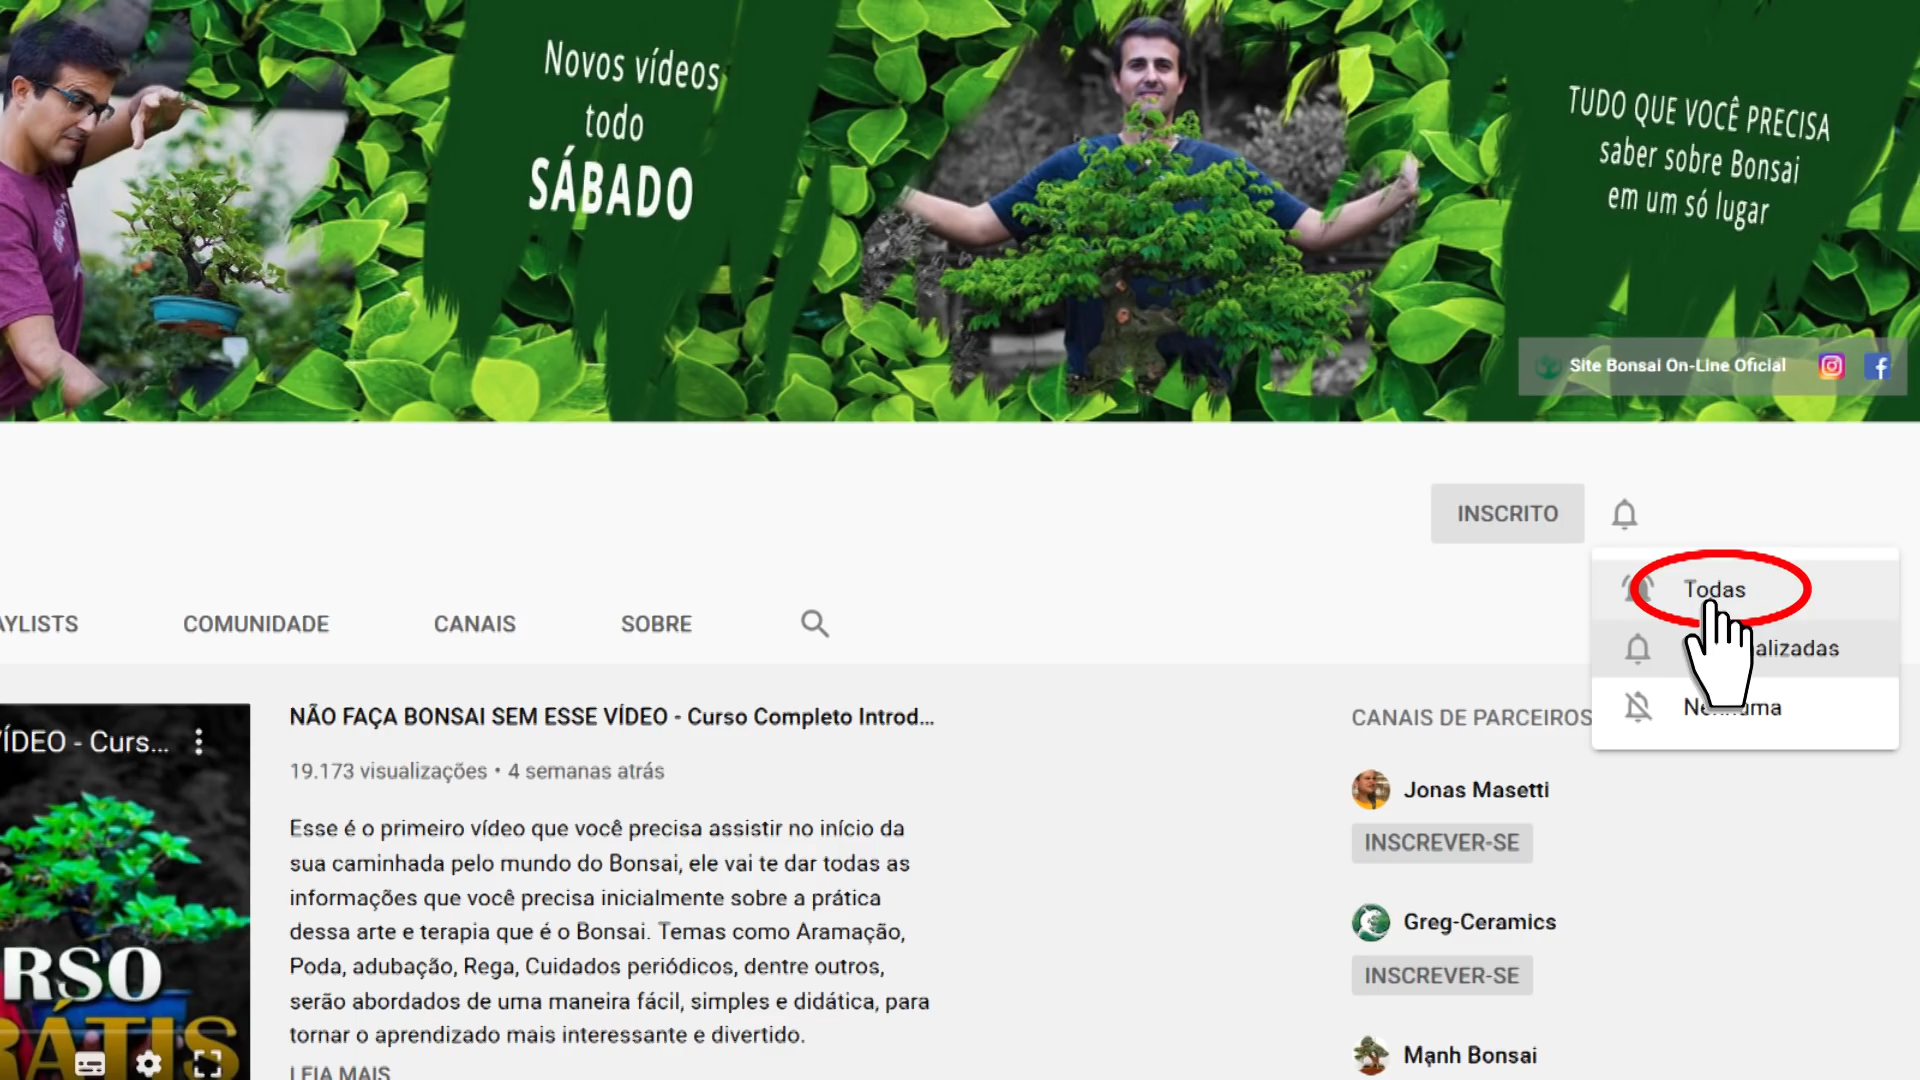 Novos vídeos
todo
SÁBADO
TUDO QUE VOCÊ PRECISA
saber sobre Bonsai
em um só lugar
Site Bonsai On-Line Oficial
INSCRITO
Todas
alizadas
AYLISTS
COMUNIDADE
CANAIS
SOBRE
NÃO FAÇA BONSAI SEM ESSE VÍDEO - Curso Completo Introd...
19.173 visualizações • 4 semanas atrás
Esse é o primeiro vídeo que você precisa assistir no início da
sua caminhada pelo mundo do Bonsai, ele vai te dar todas as
informações que você precisa inicialmente sobre a prática
dessa arte e terapia que é o Bonsai. Temas como Aramação,
Poda, adubação, Rega, Cuidados periódicos, dentre outros,
serão abordados de uma maneira fácil, simples e didática, para
tornar o aprendizado mais interessante e divertido.
LEIA MAIS
VÍDEO - Curs...
RSO
RÁTIS
CANAIS DE PARCEIROS
Jonas Masetti
INSCREVER-SE
Greg-Ceramics
INSCREVER-SE
Mạnh Bonsai